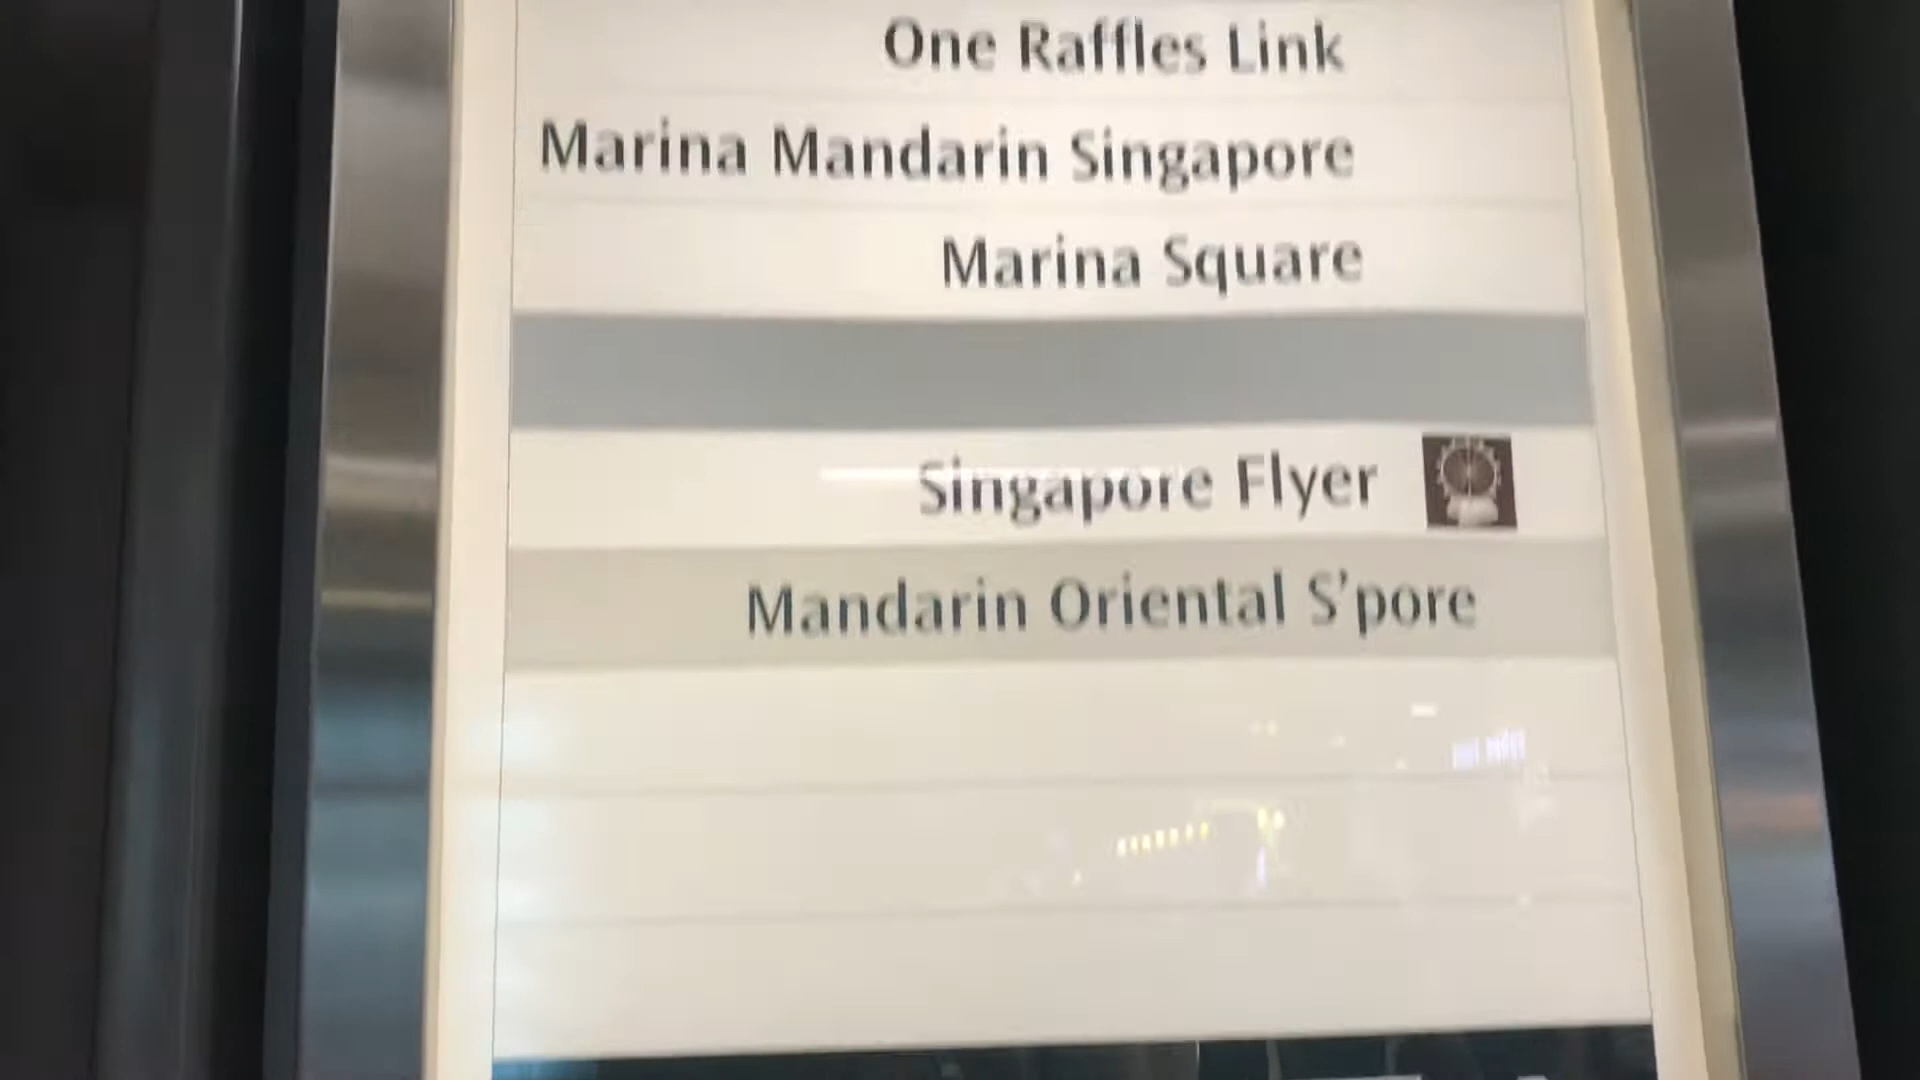 One Raffles Link
Marina Mandarin Singapore
Marina Square
Singapore Flyer
Mandarin Oriental S'pore